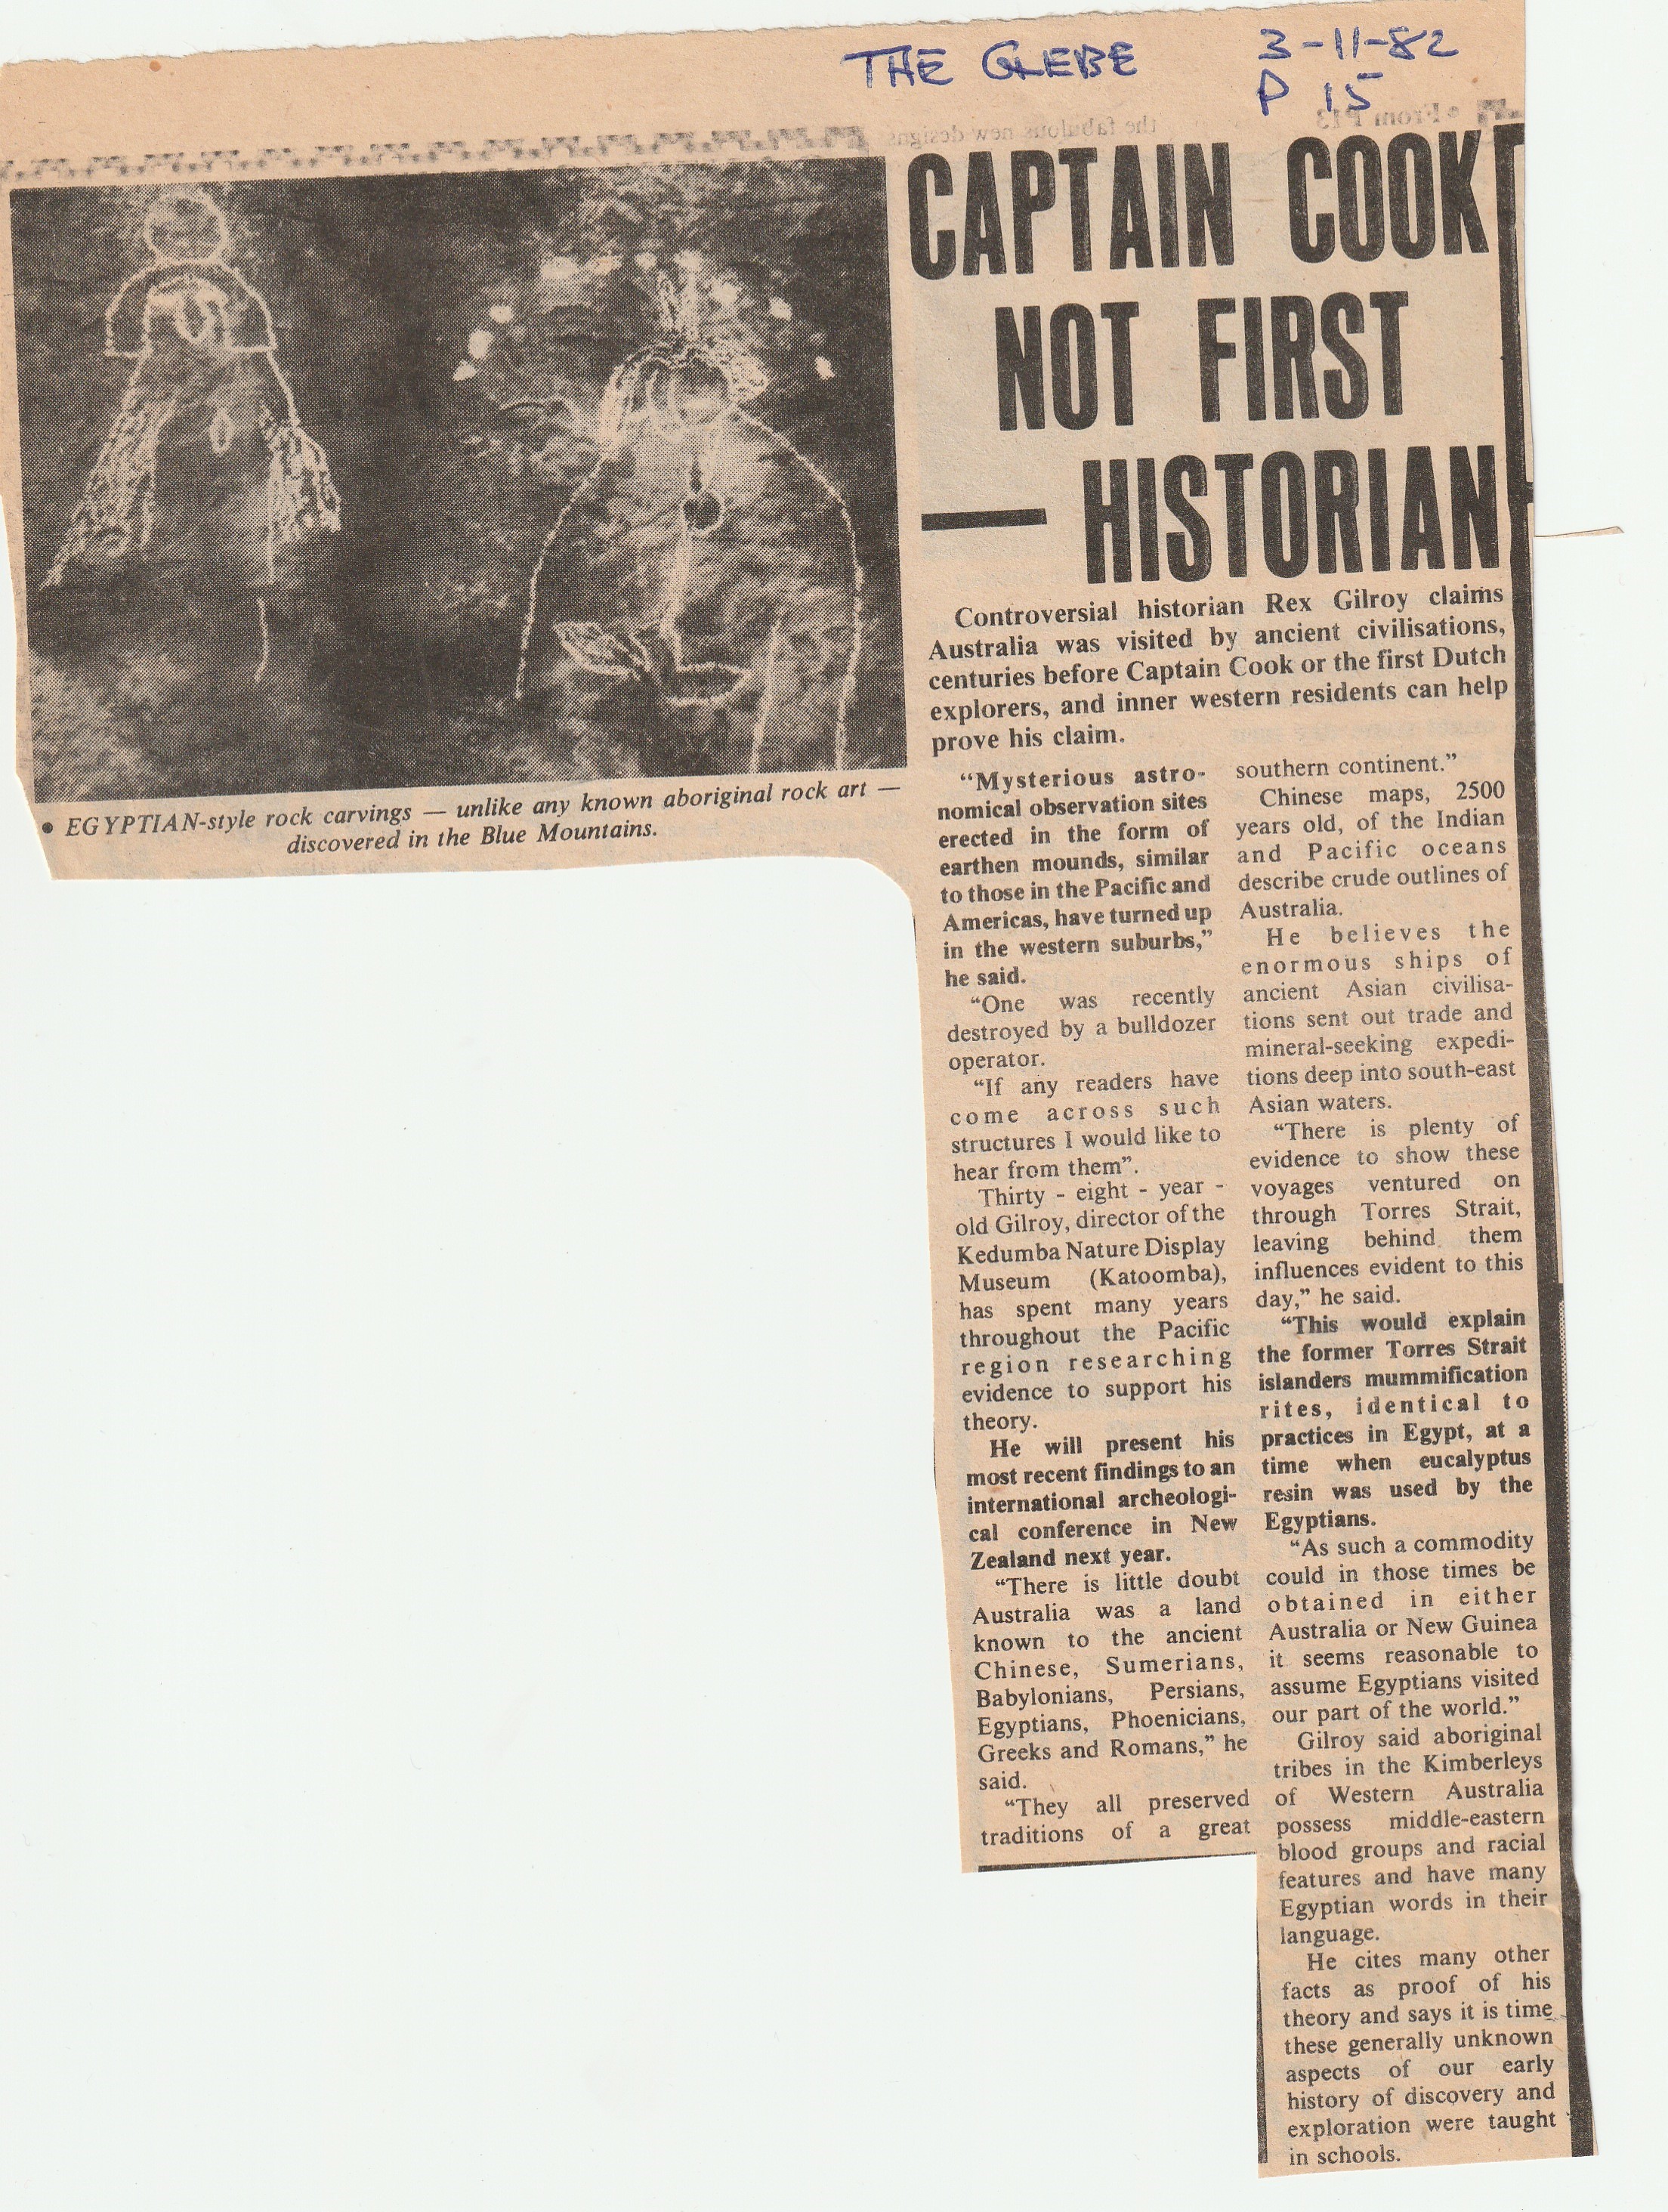 THE GLEBE 3-11-82
P 15
the fabulous new designs
• From P13
CAPTAIN COOK
NOT FIRST
— HISTORIAN
• EGYPTIAN-style rock carvings — unlike any known aboriginal rock art —
discovered in the Blue Mountains.
Controversial historian Rex Gilroy claims
Australia was visited by ancient civilisations,
centuries before Captain Cook or the first Dutch
explorers, and inner western residents can help
prove his claim.
“Mysterious astro-
nomical observation sites
erected in the form of
earthen mounds, similar
to those in the Pacific and
Americas, have turned up
in the western suburbs,”
he said.
“One was recently
destroyed by a bulldozer
operator.
“If any readers have
come across such
structures I would like to
hear from them”.
Thirty - eight - year -
old Gilroy, director of the
Kedumba Nature Display
Museum (Katoomba),
has spent many years
throughout the Pacific
region researching
evidence to support his
theory.
He will present his
most recent findings to an
international archeologi-
cal conference in New
Zealand next year.
“There is little doubt
Australia was a land
known to the ancient
Chinese, Sumerians,
Babylonians, Persians,
Egyptians, Phoenicians,
Greeks and Romans,” he
said.
“They all preserved
traditions of a great
southern continent.”
Chinese maps, 2500
years old, of the Indian
and Pacific oceans
describe crude outlines of
Australia.
He believes the
enormous ships of
ancient Asian civilisa-
tions sent out trade and
mineral-seeking expedi-
tions deep into south-east
Asian waters.
“There is plenty of
evidence to show these
voyages ventured on
through Torres Strait,
leaving behind them
influences evident to this
day,” he said.
“This would explain
the former Torres Strait
islanders mummification
rites, identical to
practices in Egypt, at a
time when eucalyptus
resin was used by the
Egyptians.
“As such a commodity
could in those times be
obtained in either
Australia or New Guinea
it seems reasonable to
assume Egyptians visited
our part of the world.”
Gilroy said aboriginal
tribes in the Kimberleys
of Western Australia
possess middle-eastern
blood groups and racial
features and have many
Egyptian words in their
language.
He cites many other
facts as proof of his
theory and says it is time
these generally unknown
aspects of our early
history of discovery and
exploration were taught
in schools.